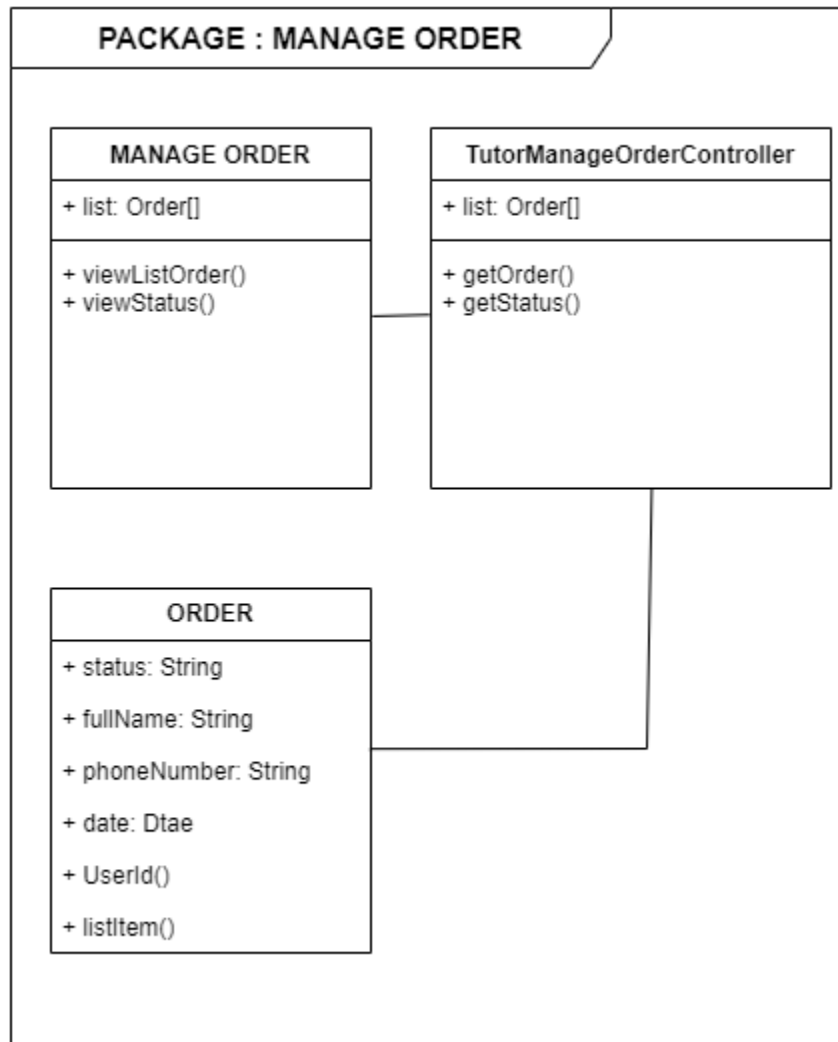 PACKAGE : MANAGE ORDER
MANAGE ORDER
+ list: Order[]
+ viewListOrder()
+ viewStatus()
TutorManageOrderController
+ list: Order[]
+ getOrder()
+ getStatus()
ORDER
+ status: String
+ fullName: String
+ phoneNumber: String
+ date: Dtae
+ UserId()
+ listItem()